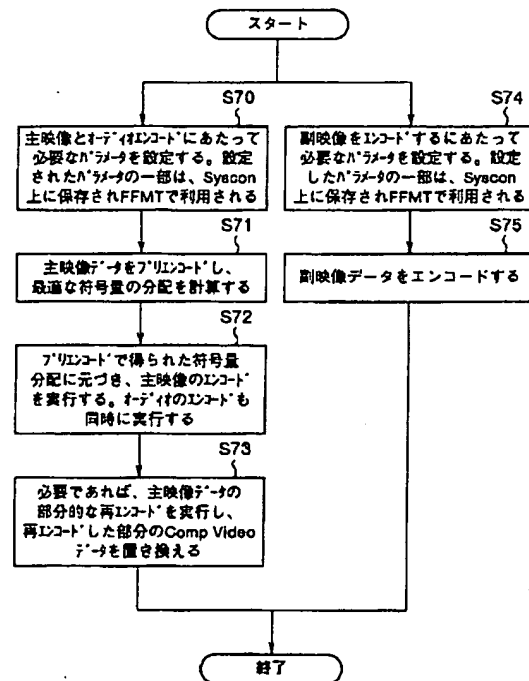 スタート
S70
主映像とオーディオエンコードにあたって
必要なパラメータを設定する。設定
されたパラメータの一部は、Syscon
上に保存されFFMTで利用される
S71
主映像データをプリエンコードし、
最適な符号量の分配を計算する
S72
プリエンコードで得られた符号量
分配に元づき、主映像のエンコード
を実行する。オーディオのエンコードも
同時に実行する
S73
必要であれば、主映像データの
部分的な再エンコードを実行し、
再エンコードした部分のComp Video
データを置き換える
S74
副映像をエンコードするにあたって
必要なパラメータを設定する。設定
したパラメータの一部は、Syscon
上に保存されFFMTで利用される
S75
副映像データをエンコードする
終了